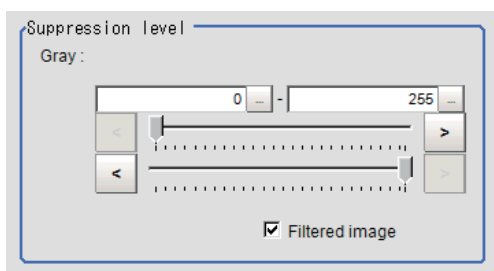 Suppression level
Gray :
0 ... - 255 ...
< >
< >
Filtered image